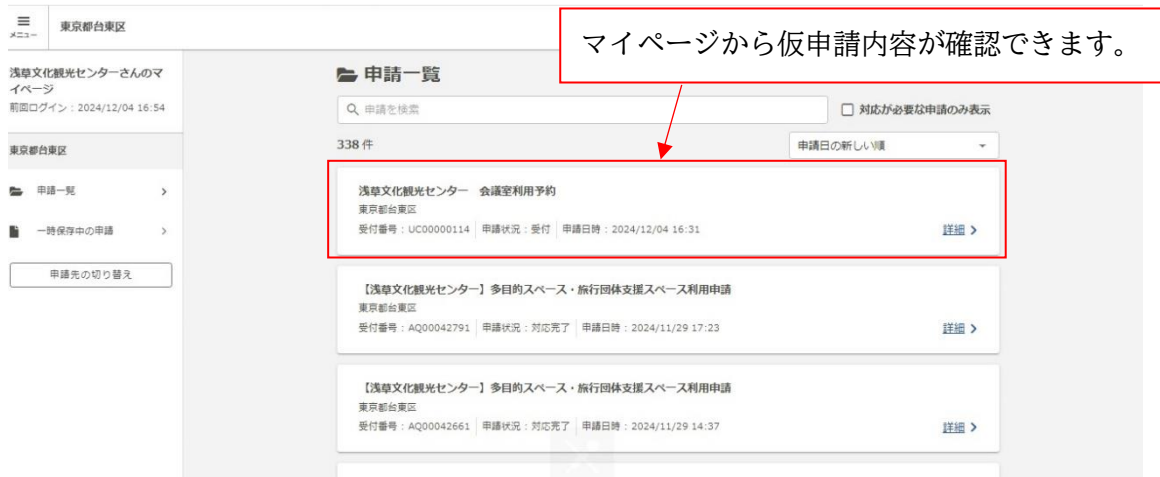 メニュー
東京都台東区
マイページから仮申請内容が確認できます。
浅草文化観光センターさんのマ
イページ
前回ログイン：2024/12/04 16:54
東京都台東区
申請一覧
一時保存中の申請
申請先の切り替え
申請一覧
申請を検索
対応が必要な申請のみ表示
338 件
申請日の新しい順
浅草文化観光センター　会議室利用予約
東京都台東区
受付番号：UC00000114 申請状況：受付 申請日時：2024/12/04 16:31
詳細
【浅草文化観光センター】多目的スペース・旅行団体支援スペース利用申請
東京都台東区
受付番号：AQ00042791 申請状況：対応完了 申請日時：2024/11/29 17:23
詳細
【浅草文化観光センター】多目的スペース・旅行団体支援スペース利用申請
東京都台東区
受付番号：AQ00042661 申請状況：対応完了 申請日時：2024/11/29 14:37
詳細